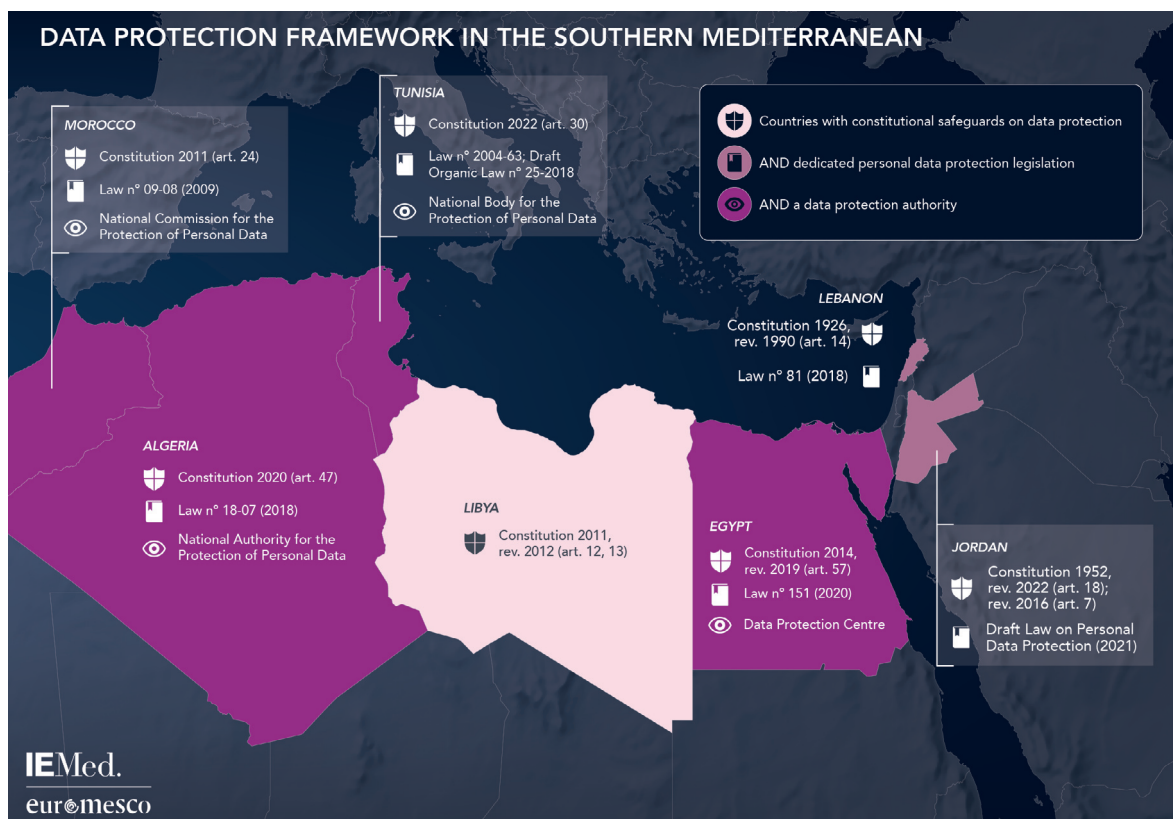 DATA PROTECTION FRAMEWORK IN THE SOUTHERN MEDITERRANEAN
MOROCCO
Constitution 2011 (art. 24)
Law n° 09-08 (2009)
National Commission for the
Protection of Personal Data
TUNISIA
Constitution 2022 (art. 30)
Law n° 2004-63; Draft
Organic Law n° 25-2018
National Body for the
Protection of Personal Data
Countries with constitutional safeguards on data protection
AND dedicated personal data protection legislation
AND a data protection authority
LEBANON
Constitution 1926,
rev. 1990 (art. 14)
Law n° 81 (2018)
ALGERIA
Constitution 2020 (art. 47)
Law n° 18-07 (2018)
National Authority for the
Protection of Personal Data
LIBYA
Constitution 2011,
rev. 2012 (art. 12, 13)
EGYPT
Constitution 2014,
rev. 2019 (art. 57)
Law n° 151 (2020)
Data Protection Centre
JORDAN
Constitution 1952,
rev. 2022 (art. 18);
rev. 2016 (art. 7)
Draft Law on Personal
Data Protection (2021)
IEMed.
euromesco